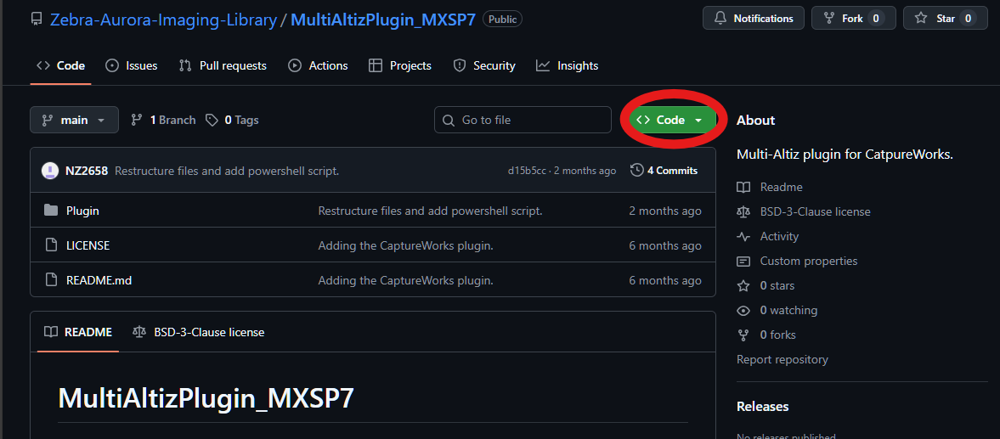 Zebra-Aurora-Imaging-Library / MultiAltizPlugin_MXSP7 Public
Notifications Fork 0 Star 0
Code Issues Pull requests Actions Projects Security Insights
main 1 Branch 0 Tags Go to file Code
NZ2658 Restructure files and add powershell script. d15b5cc · 2 months ago 4 Commits
Plugin Restructure files and add powershell script. 2 months ago
LICENSE Adding the CaptureWorks plugin. 6 months ago
README.md Adding the CaptureWorks plugin. 6 months ago
README BSD-3-Clause license
MultiAltizPlugin_MXSP7
About
Multi-Altiz plugin for CatpureWorks.
Readme
BSD-3-Clause license
Activity
Custom properties
0 stars
0 watching
0 forks
Report repository
Releases
No releases published